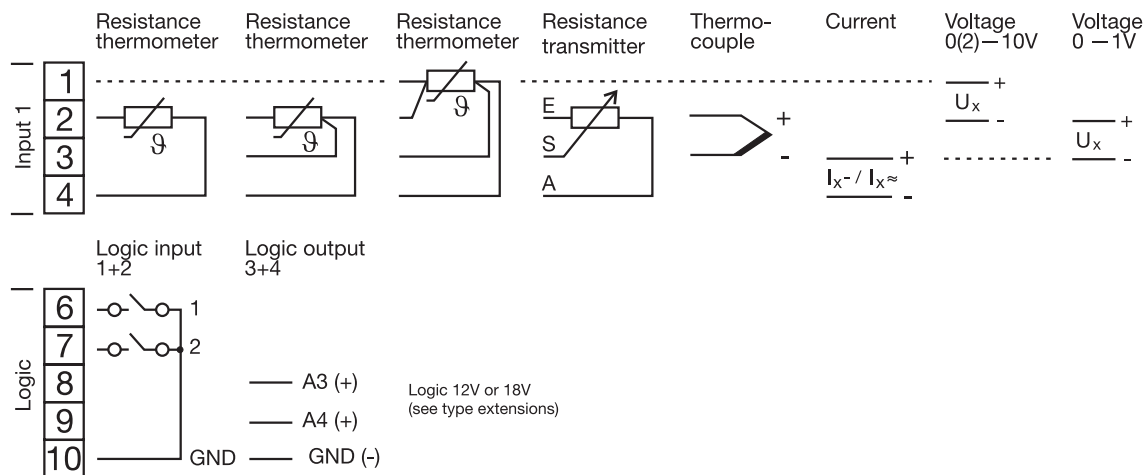 Resistance thermometer
Resistance thermometer
Resistance thermometer
Resistance transmitter
Thermo-couple
Current
Voltage 0(2)—10V
Voltage 0 —1V
Input 1
1
2
3
4
ϑ
ϑ
ϑ
E
S
A
+
-
+
Ix- / Ix≈
-
+
Ux
-
+
Ux
-
Logic input 1+2
Logic output 3+4
Logic
6
7
8
9
10
1
2
GND
A3 (+)
A4 (+)
GND (-)
Logic 12V or 18V
(see type extensions)